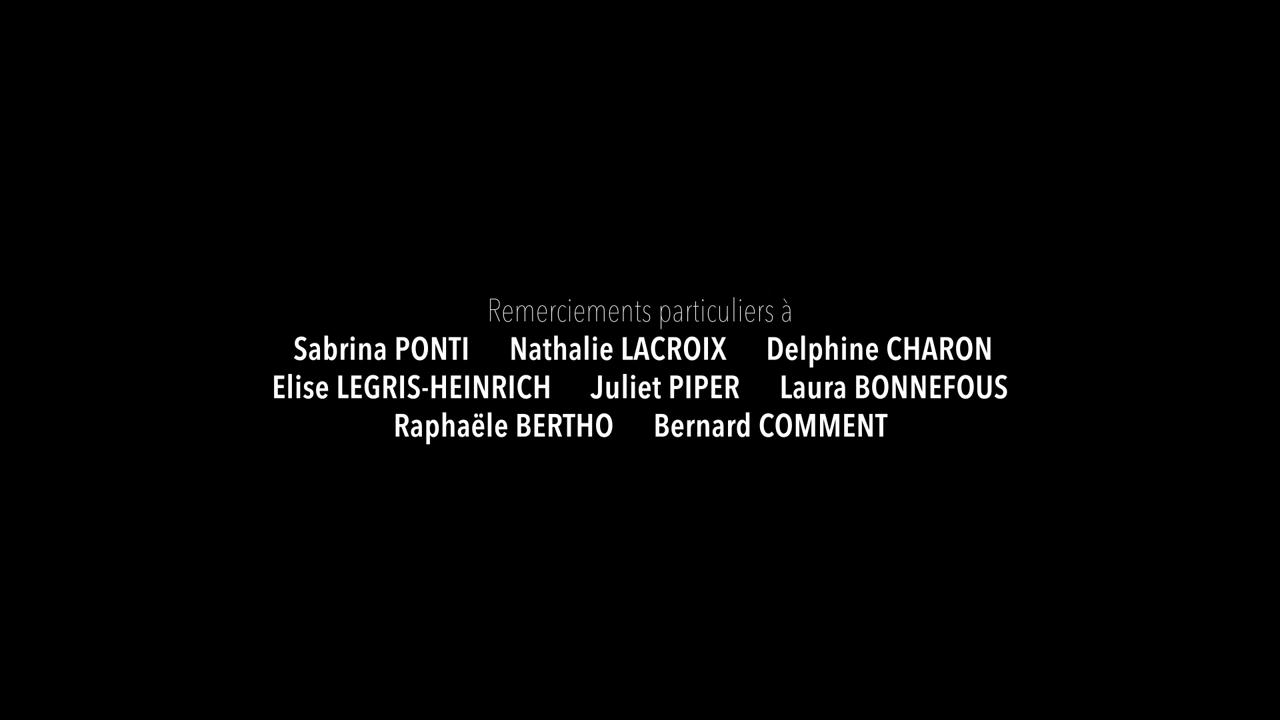 Remerciements particuliers à
Sabrina PONTI Nathalie LACROIX Delphine CHARON
Elise LEGRIS-HEINRICH Juliet PIPER Laura BONNEFOUS
Raphaële BERTHO Bernard COMMENT